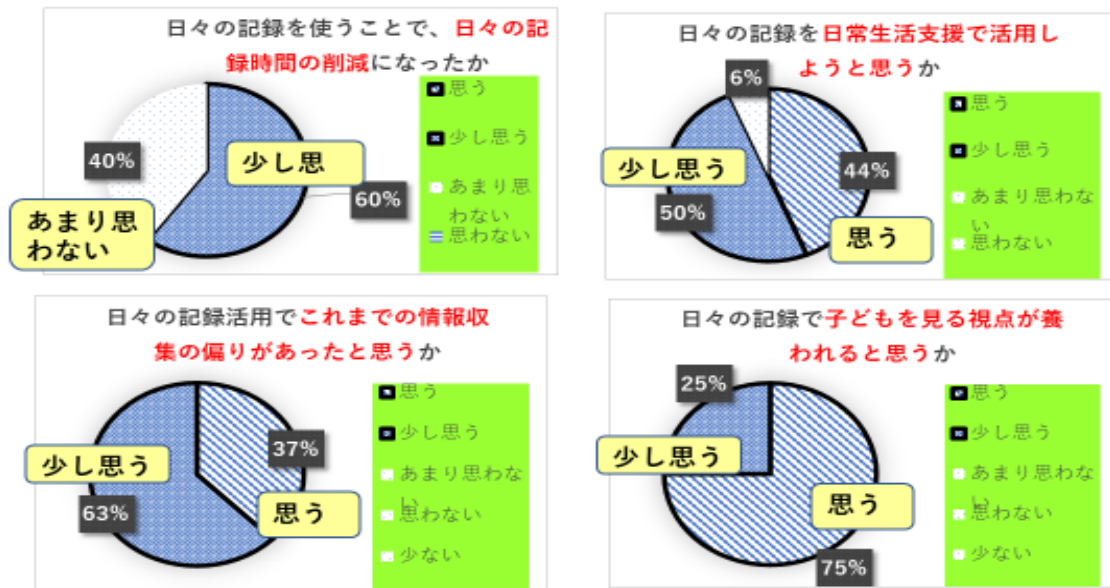 日々の記録を使うことで、日々の記
録時間の削減になったか
思う
少し思う
あまり思
わない
思わない
40%
少し思
60%
あまり思
わない
日々の記録を日常生活支援で活用し
ようと思うか
6%
思う
少し思う
あまり思わな
い
思わない
少し思う
44%
50%
思う
日々の記録活用でこれまでの情報収
集の偏りがあったと思うか
思う
少し思う
あまり思わな
い
思わない
少ない
37%
少し思う
63%
思う
日々の記録で子どもを見る視点が養
われると思うか
25%
思う
少し思う
あまり思わな
い
思わない
少ない
少し思う
思う
75%